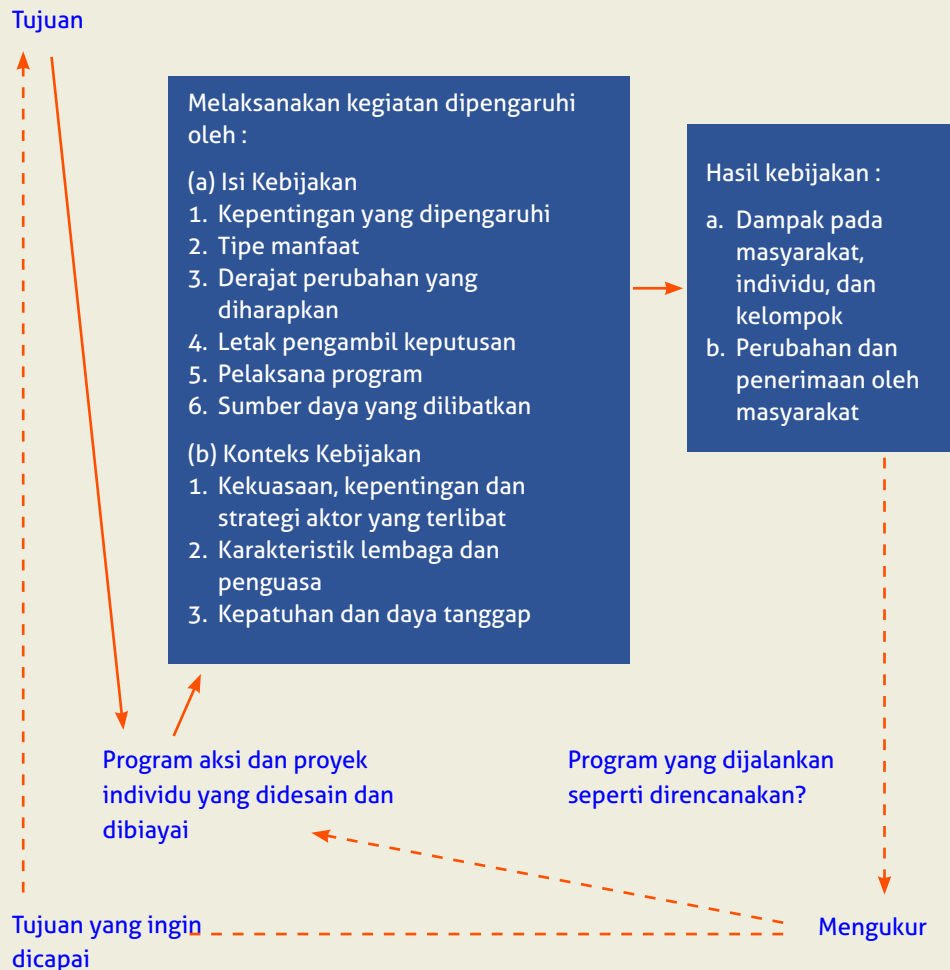 Tujuan
Melaksanakan kegiatan dipengaruhi
oleh :
(a) Isi Kebijakan
1. Kepentingan yang dipengaruhi
2. Tipe manfaat
3. Derajat perubahan yang
diharapkan
4. Letak pengambil keputusan
5. Pelaksana program
6. Sumber daya yang dilibatkan
(b) Konteks Kebijakan
1. Kekuasaan, kepentingan dan
strategi aktor yang terlibat
2. Karakteristik lembaga dan
penguasa
3. Kepatuhan dan daya tanggap
Hasil kebijakan :
a. Dampak pada
masyarakat,
individu, dan
kelompok
b. Perubahan dan
penerimaan oleh
masyarakat
Program aksi dan proyek
individu yang didesain dan
dibiayai
Program yang dijalankan
seperti direncanakan?
Tujuan yang ingin
dicapai
Mengukur